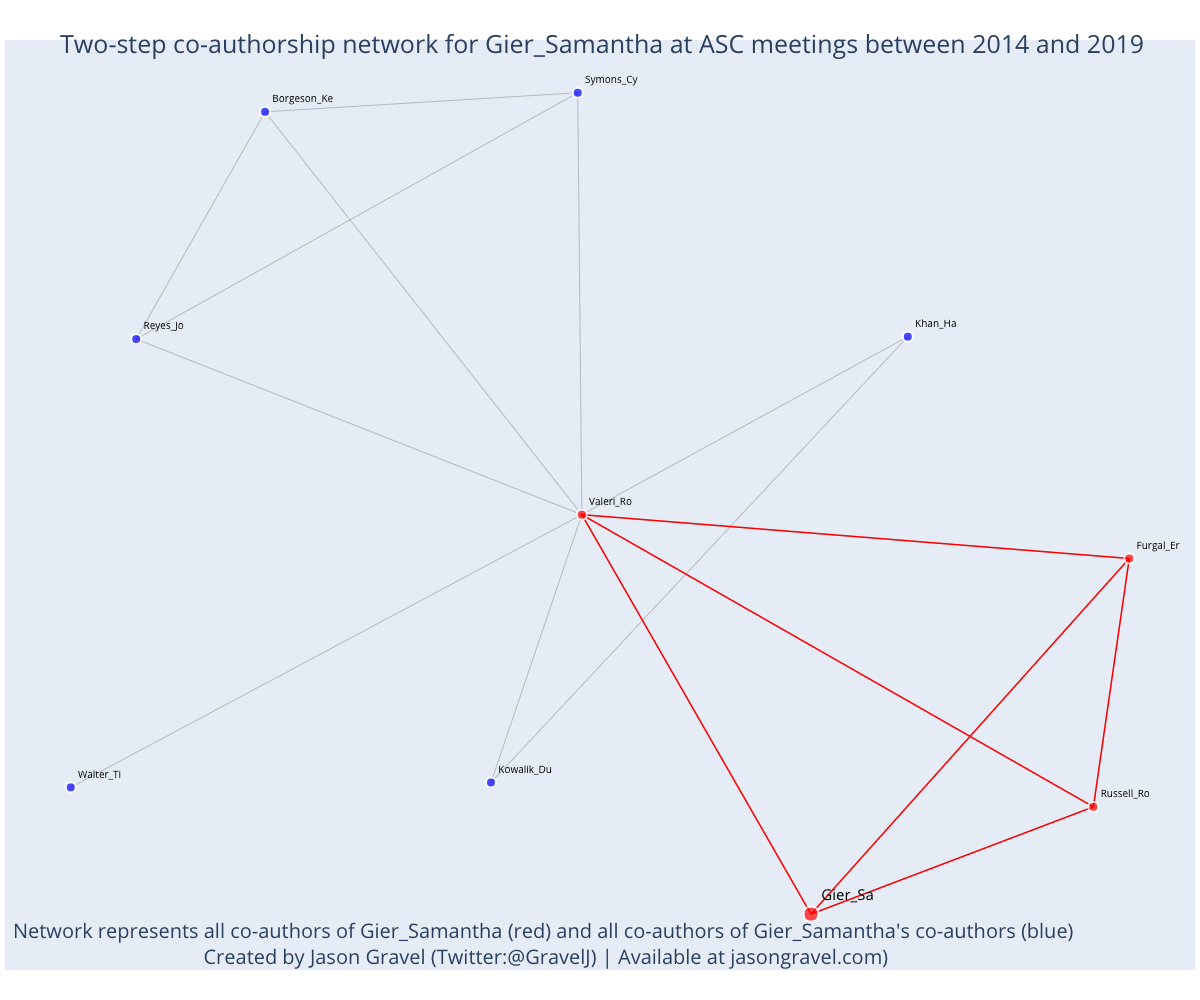 Two-step co-authorship network for Gier_Samantha at ASC meetings between 2014 and 2019
Symons_Cy
Borgeson_Ke
Reyes_Jo
Khan_Ha
Valeri_Ro
Furgal_Er
Walter_Ti
Kowalik_Du
Russell_Ro
Gier_Sa
Network represents all co-authors of Gier_Samantha (red) and all co-authors of Gier_Samantha's co-authors (blue)
Created by Jason Gravel (Twitter:@GravelJ) | Available at jasongravel.com)